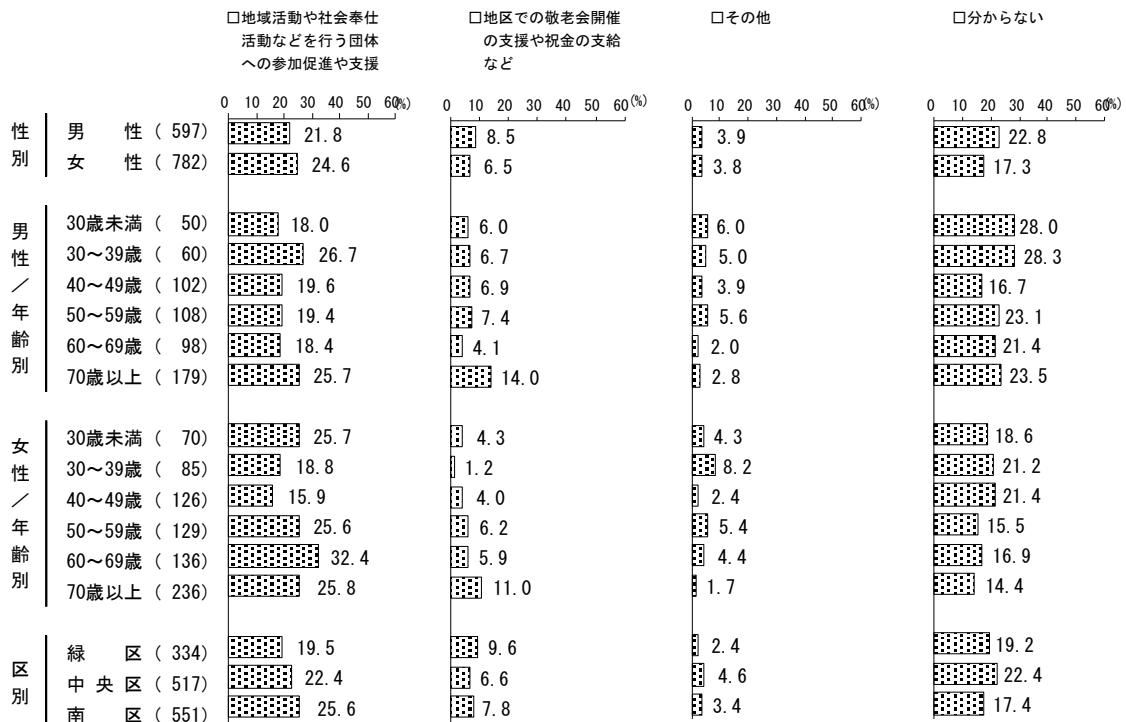 □地域活動や社会奉仕
活動などを行う団体
への参加促進や支援
□地区での敬老会開催
の支援や祝金の支給
など
□その他
□分からない
0 10 20 30 40 50 60(%)
0 10 20 30 40 50 60(%)
0 10 20 30 40 50 60(%)
0 10 20 30 40 50 60(%)
性別
男 性( 597) 21.8 8.5 3.9 22.8
女 性( 782) 24.6 6.5 3.8 17.3
男性/年齢別
30歳未満( 50) 18.0 6.0 6.0 28.0
30~39歳( 60) 26.7 6.7 5.0 28.3
40~49歳( 102) 19.6 6.9 3.9 16.7
50~59歳( 108) 19.4 7.4 5.6 23.1
60~69歳( 98) 18.4 4.1 2.0 21.4
70歳以上( 179) 25.7 14.0 2.8 23.5
女性/年齢別
30歳未満( 70) 25.7 4.3 4.3 18.6
30~39歳( 85) 18.8 1.2 8.2 21.2
40~49歳( 126) 15.9 4.0 2.4 21.4
50~59歳( 129) 25.6 6.2 5.4 15.5
60~69歳( 136) 32.4 5.9 4.4 16.9
70歳以上( 236) 25.8 11.0 1.7 14.4
区別
緑 区( 334) 19.5 9.6 2.4 19.2
中 央 区( 517) 22.4 6.6 4.6 22.4
南 区( 551) 25.6 7.8 3.4 17.4